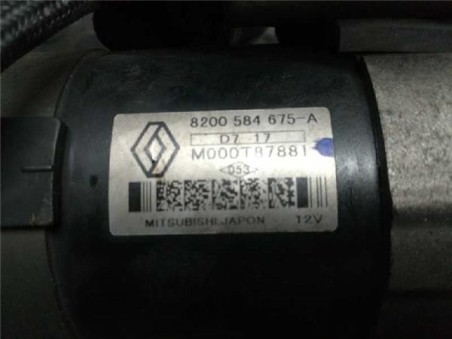 8200 584 675-A
D7 17
M000T87881
<D53>
MITSUBISHI.JAPON 12V